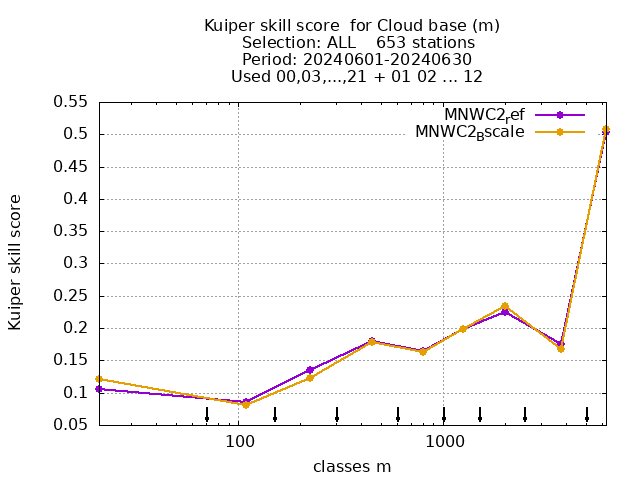 Kuiper skill score  for Cloud base (m)
Selection: ALL    653 stations
Period: 20240601-20240630
Used 00,03,...,21 + 01 02 ... 12
MNWC2ref
MNWC2Bscale
0.55
0.5
0.45
0.4
0.35
0.3
0.25
0.2
0.15
0.1
0.05
Kuiper skill score
100
1000
classes m